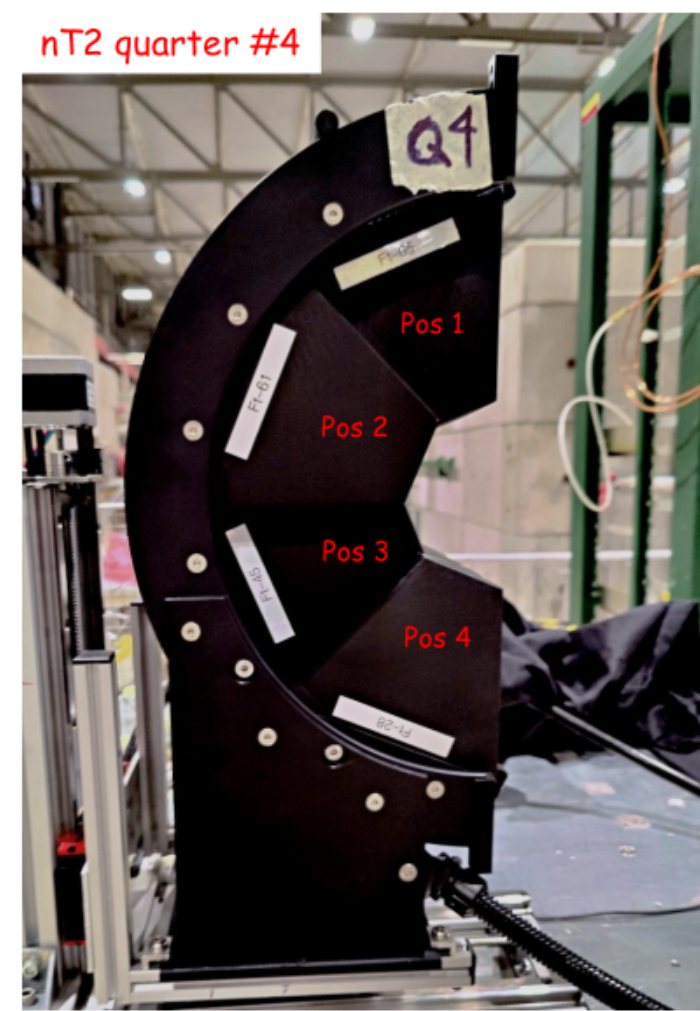 nT2 quarter #4
Q4
Pos 1
Ft-61
Pos 2
Ft-45
Pos 3
Pos 4
Ft-28